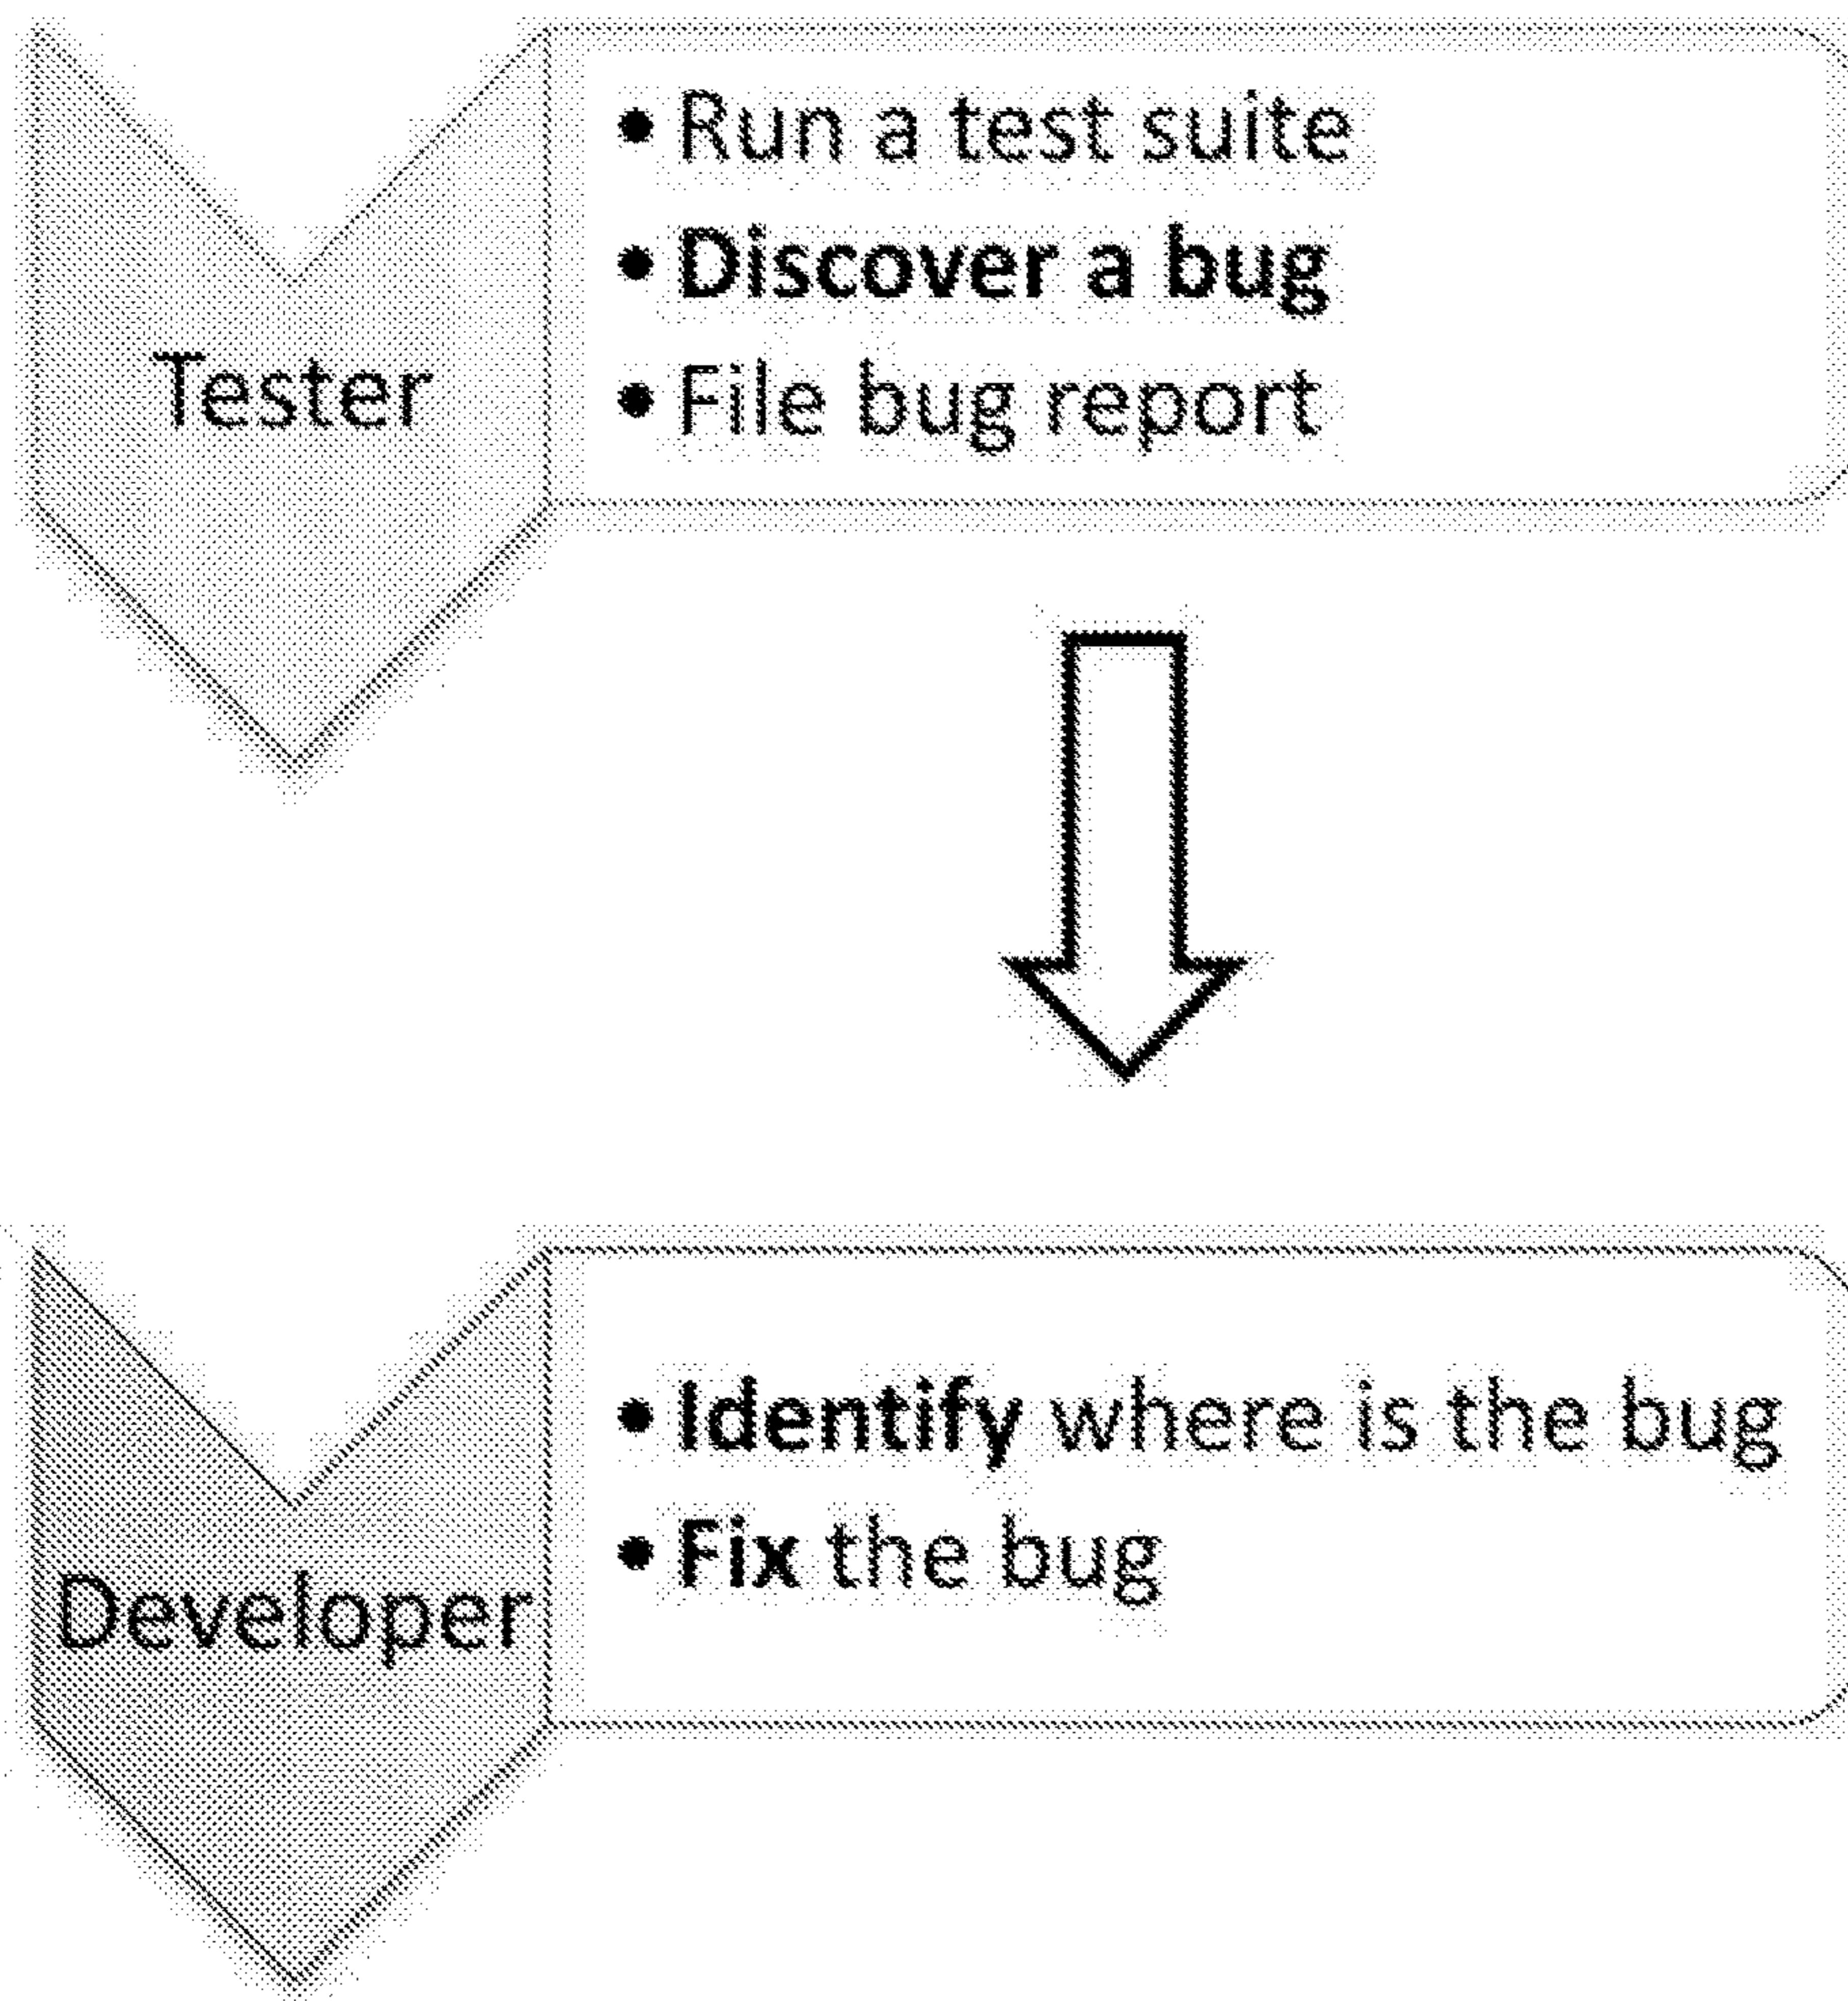 Tester
• Run a test suite
• Discover a bug
• File bug report
Developer
• Identify where is the bug
• Fix the bug